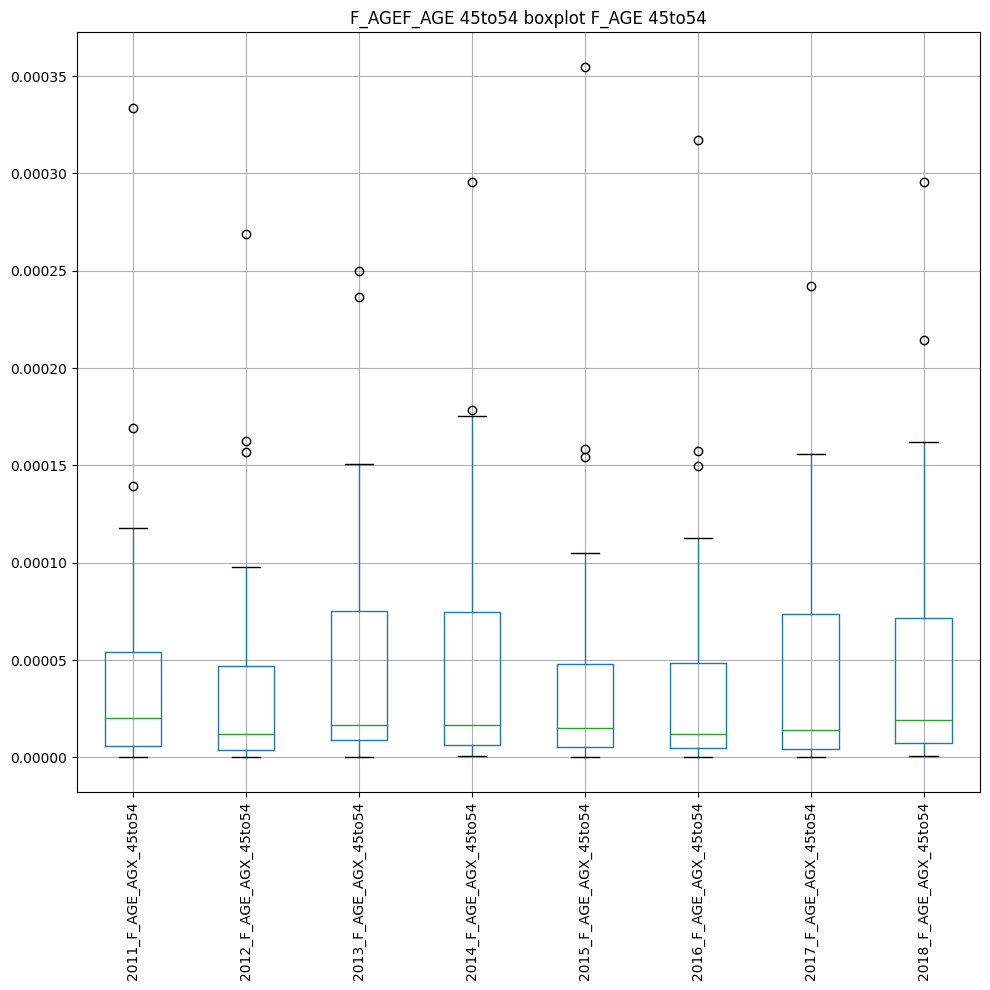 F_AGEF_AGE 45to54 boxplot F_AGE 45to54
0.00035
0.00030
0.00025
0.00020
0.00015
0.00010
0.00005
0.00000
2011_F_AGE_AGX_45to54
2012_F_AGE_AGX_45to54
2013_F_AGE_AGX_45to54
2014_F_AGE_AGX_45to54
2015_F_AGE_AGX_45to54
2016_F_AGE_AGX_45to54
2017_F_AGE_AGX_45to54
2018_F_AGE_AGX_45to54